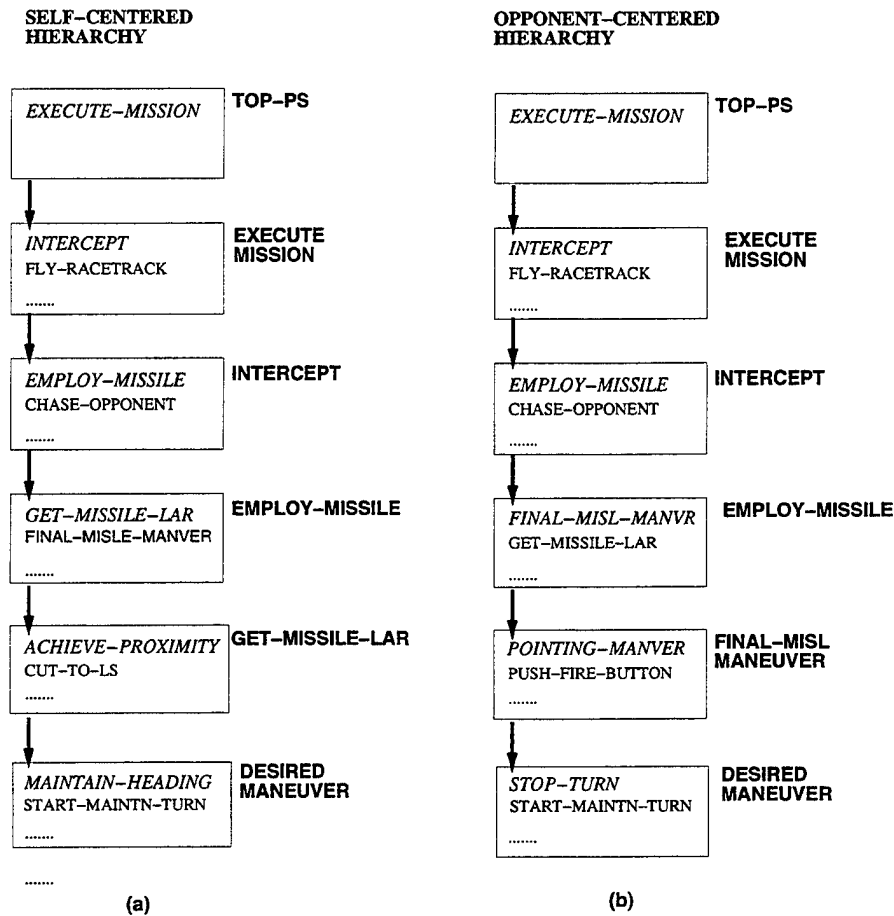 SELF–CENTERED
HIERARCHY
EXECUTE–MISSION
TOP–PS
INTERCEPT
FLY–RACETRACK
.......
EXECUTE
MISSION
EMPLOY–MISSILE
CHASE–OPPONENT
.......
INTERCEPT
GET–MISSILE–LAR
FINAL–MISLE–MANVER
.......
EMPLOY–MISSILE
ACHIEVE–PROXIMITY
CUT–TO–LS
.......
GET–MISSILE–LAR
MAINTAIN–HEADING
START–MAINTN–TURN
.......
DESIRED
MANEUVER
.......
(a)
OPPONENT–CENTERED
HIERARCHY
EXECUTE–MISSION
TOP–PS
INTERCEPT
FLY–RACETRACK
.......
EXECUTE
MISSION
EMPLOY–MISSILE
CHASE–OPPONENT
.......
INTERCEPT
FINAL–MISL–MANVR
GET–MISSILE–LAR
.......
EMPLOY–MISSILE
POINTING–MANVER
PUSH–FIRE–BUTTON
.......
FINAL–MISL
MANEUVER
STOP–TURN
START–MAINTN–TURN
.......
DESIRED
MANEUVER
(b)